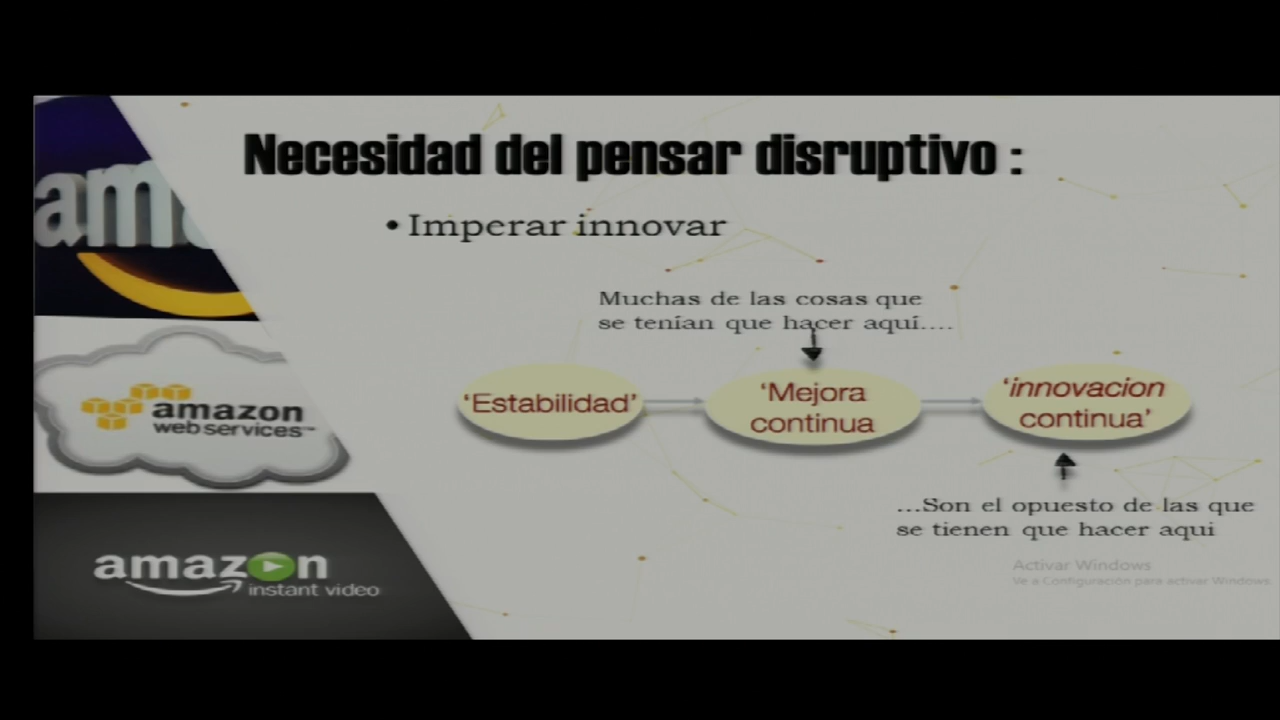 Necesidad del pensar disruptivo :
• Imperar innovar
Muchas de las cosas que
se tenían que hacer aquí....
‘Estabilidad’
‘Mejora
continua
‘innovacion
continua’
...Son el opuesto de las que
se tienen que hacer aqui
Activar Windows
Ve a Configuración para activar Windows.
ama
amazon
web services™
amazon
instant video